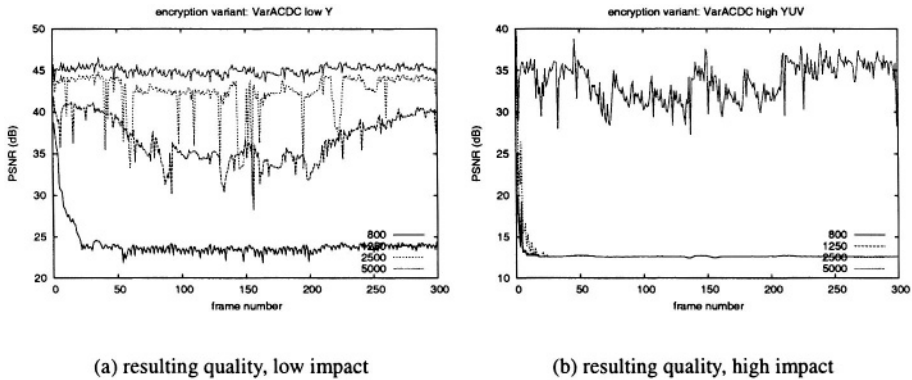 encryption variant: VarACDC low Y
50
45
40
35
30
25
20
PSNR (dB)
800
1250
2500
5000
0 50 100 150 200 250 300
frame number
(a) resulting quality, low impact
encryption variant: VarACDC high YUV
40
35
30
25
20
15
10
PSNR (dB)
800
1250
2500
5000
0 50 100 150 200 250 300
frame number
(b) resulting quality, high impact